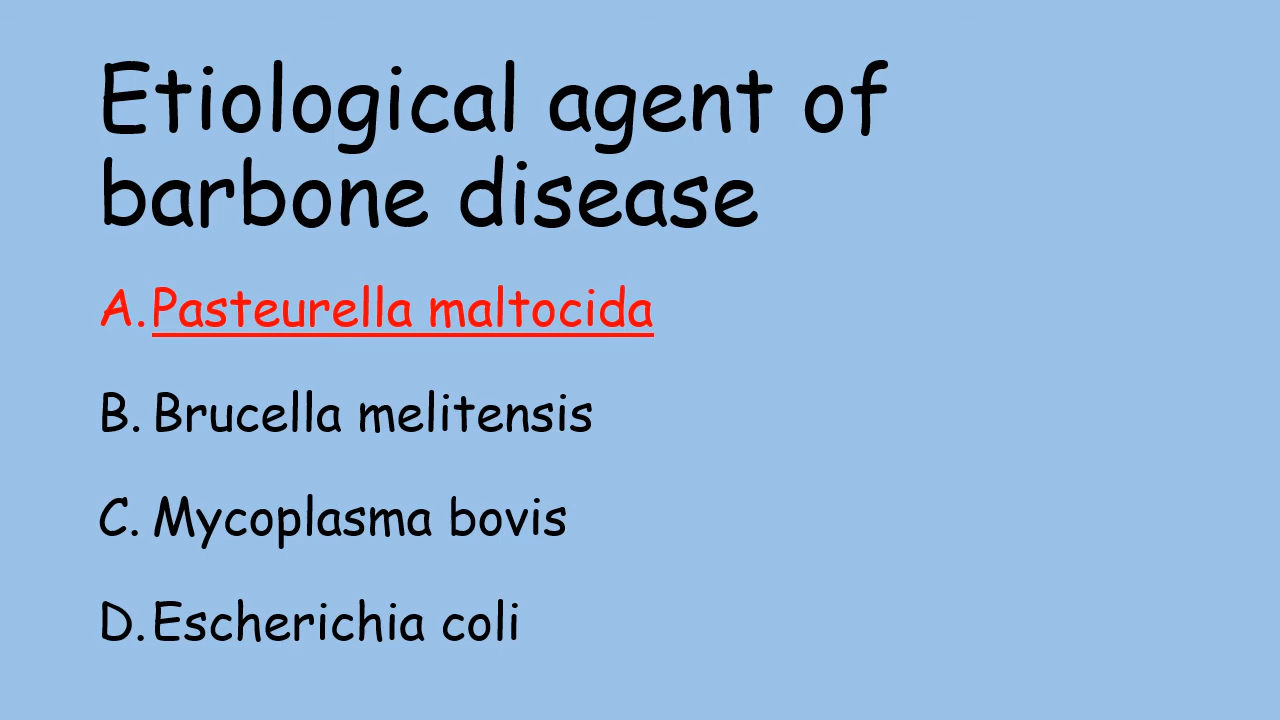 Etiological agent of
barbone disease
A. Pasteurella maltocida
B. Brucella melitensis
C. Mycoplasma bovis
D. Escherichia coli